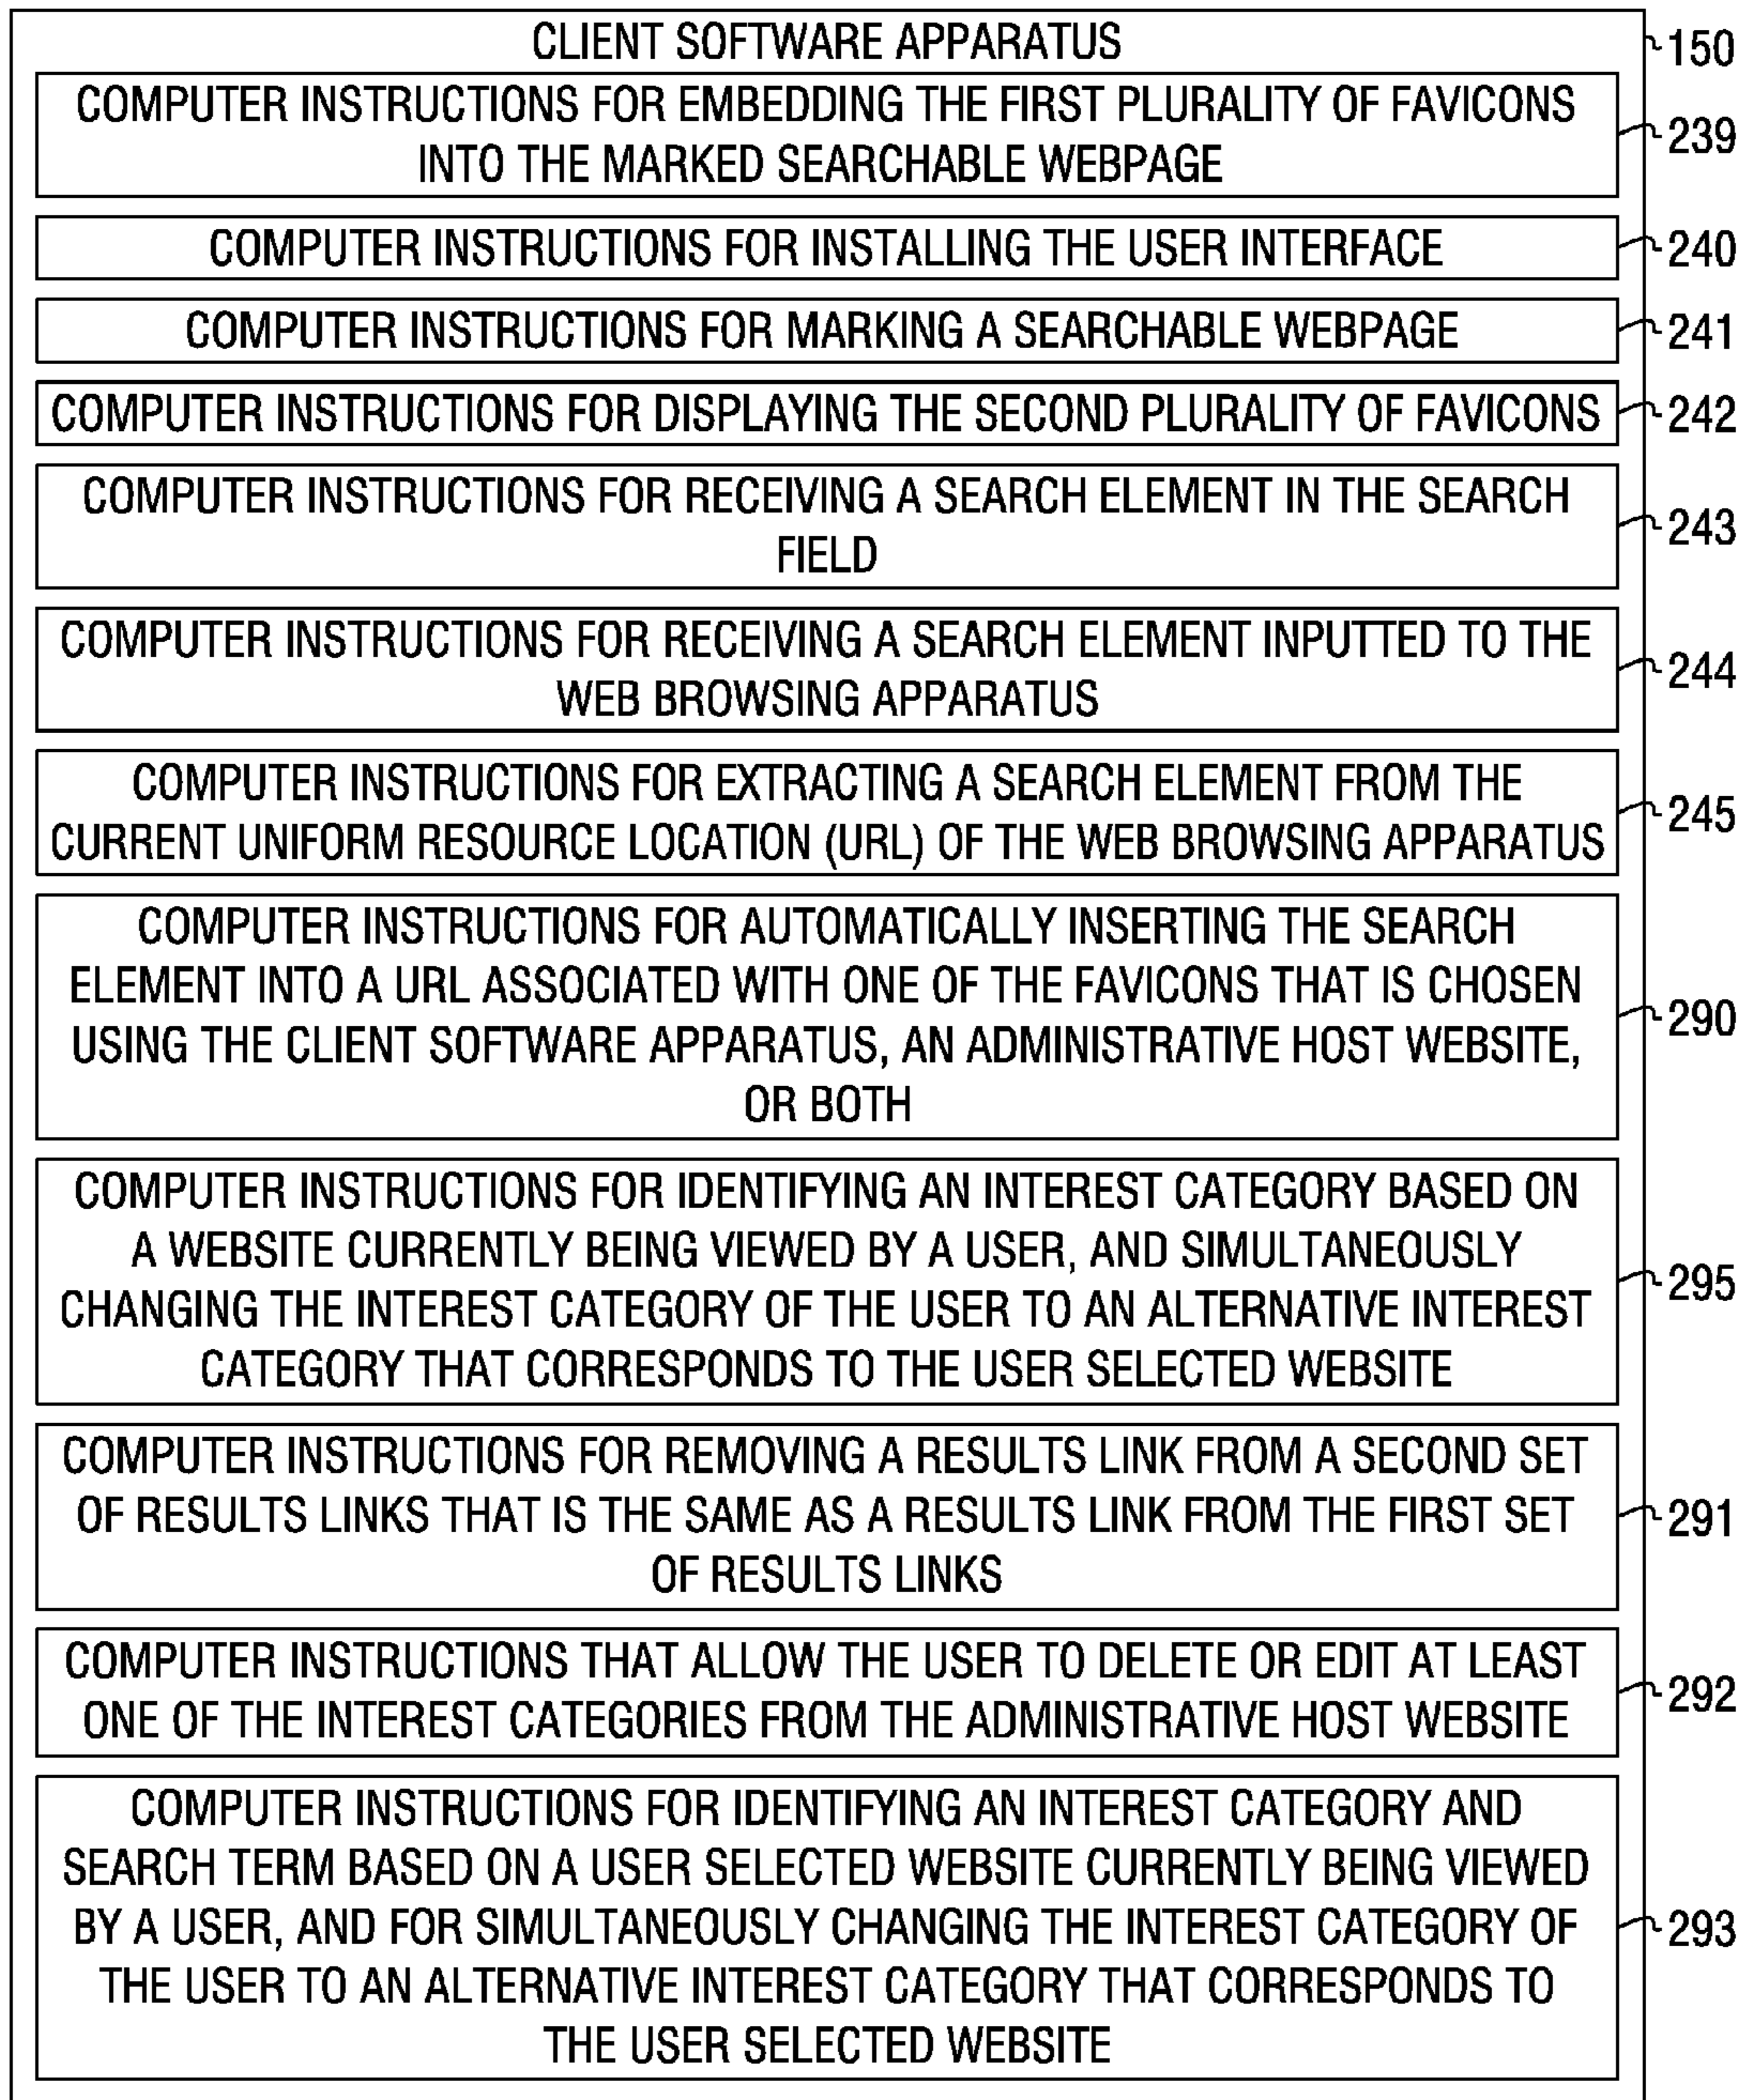 CLIENT SOFTWARE APPARATUS
150
COMPUTER INSTRUCTIONS FOR EMBEDDING THE FIRST PLURALITY OF FAVICONS
INTO THE MARKED SEARCHABLE WEBPAGE
239
COMPUTER INSTRUCTIONS FOR INSTALLING THE USER INTERFACE
240
COMPUTER INSTRUCTIONS FOR MARKING A SEARCHABLE WEBPAGE
241
COMPUTER INSTRUCTIONS FOR DISPLAYING THE SECOND PLURALITY OF FAVICONS
242
COMPUTER INSTRUCTIONS FOR RECEIVING A SEARCH ELEMENT IN THE SEARCH
FIELD
243
COMPUTER INSTRUCTIONS FOR RECEIVING A SEARCH ELEMENT INPUTTED TO THE
WEB BROWSING APPARATUS
244
COMPUTER INSTRUCTIONS FOR EXTRACTING A SEARCH ELEMENT FROM THE
CURRENT UNIFORM RESOURCE LOCATION (URL) OF THE WEB BROWSING APPARATUS
245
COMPUTER INSTRUCTIONS FOR AUTOMATICALLY INSERTING THE SEARCH
ELEMENT INTO A URL ASSOCIATED WITH ONE OF THE FAVICONS THAT IS CHOSEN
USING THE CLIENT SOFTWARE APPARATUS, AN ADMINISTRATIVE HOST WEBSITE,
OR BOTH
290
COMPUTER INSTRUCTIONS FOR IDENTIFYING AN INTEREST CATEGORY BASED ON
A WEBSITE CURRENTLY BEING VIEWED BY A USER, AND SIMULTANEOUSLY
CHANGING THE INTEREST CATEGORY OF THE USER TO AN ALTERNATIVE INTEREST
CATEGORY THAT CORRESPONDS TO THE USER SELECTED WEBSITE
295
COMPUTER INSTRUCTIONS FOR REMOVING A RESULTS LINK FROM A SECOND SET
OF RESULTS LINKS THAT IS THE SAME AS A RESULTS LINK FROM THE FIRST SET
OF RESULTS LINKS
291
COMPUTER INSTRUCTIONS THAT ALLOW THE USER TO DELETE OR EDIT AT LEAST
ONE OF THE INTEREST CATEGORIES FROM THE ADMINISTRATIVE HOST WEBSITE
292
COMPUTER INSTRUCTIONS FOR IDENTIFYING AN INTEREST CATEGORY AND
SEARCH TERM BASED ON A USER SELECTED WEBSITE CURRENTLY BEING VIEWED
BY A USER, AND FOR SIMULTANEOUSLY CHANGING THE INTEREST CATEGORY OF
THE USER TO AN ALTERNATIVE INTEREST CATEGORY THAT CORRESPONDS TO
THE USER SELECTED WEBSITE
293